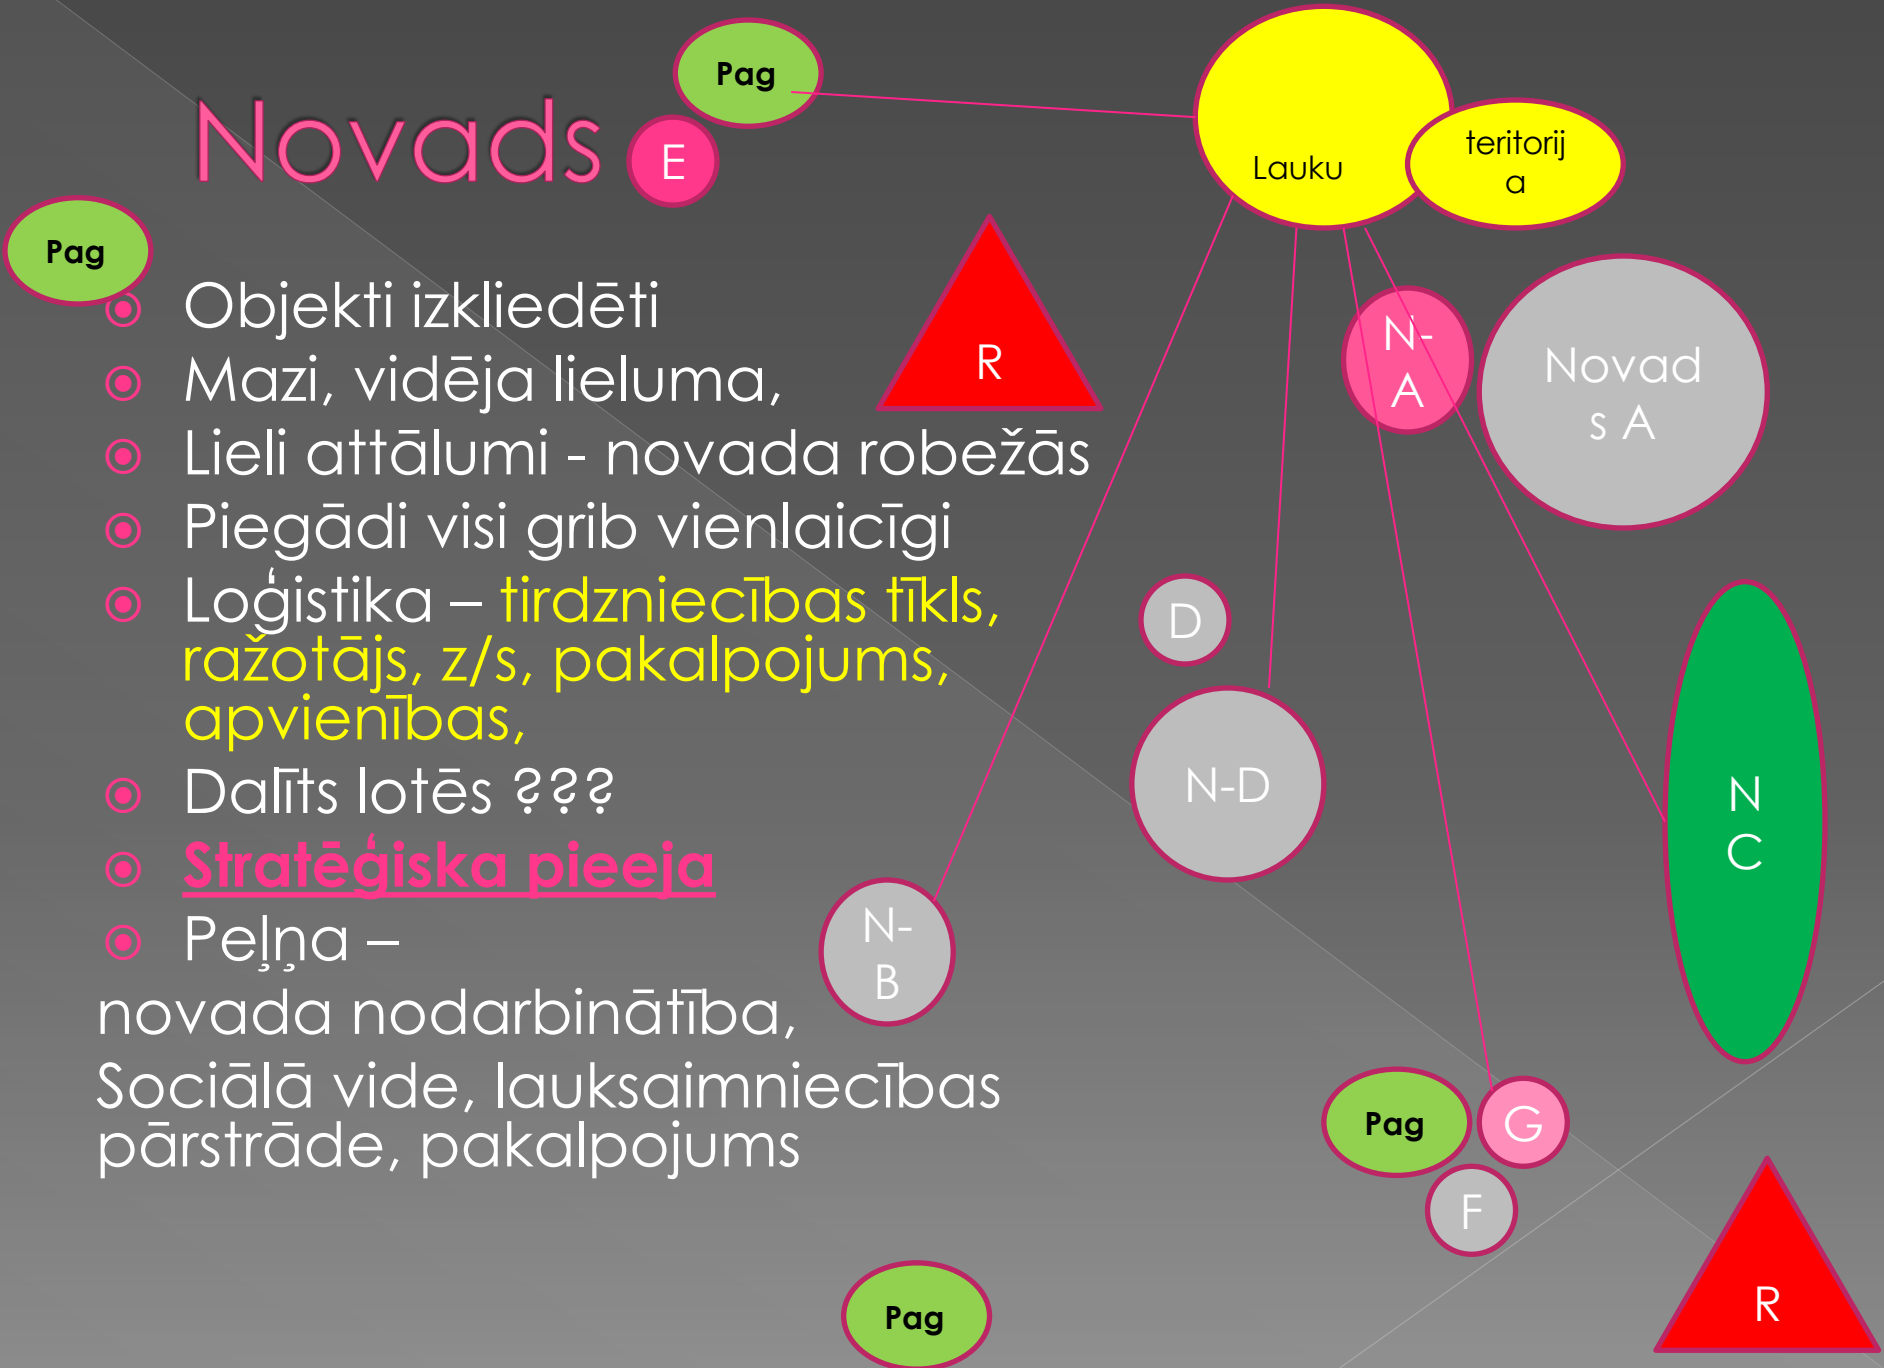 Novads
Pag
E
Pag
Lauku
teritorij
a
Objekti izkliedēti
Mazi, vidēja lieluma,
Lieli attālumi - novada robežās
Piegādi visi grib vienlaicīgi
Loģistika – tirdzniecības tīkls,
ražotājs, z/s, pakalpojums,
apvienības,
Dalīts lotēs ???
Stratēģiska pieeja
Peļņa –
novada nodarbinātība,
Sociālā vide, lauksaimniecības
pārstrāde, pakalpojums
R
N-
A
Novad
s A
D
N-D
N
C
N-
B
Pag
G
F
R
Pag